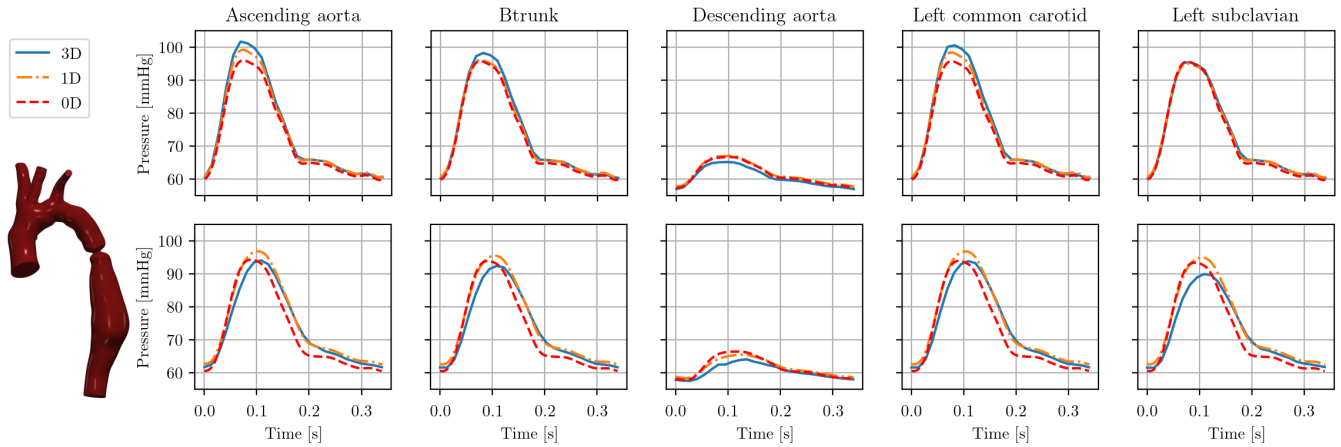 Ascending aorta
Btrunk
Descending aorta
Left common carotid
Left subclavian
3D
1D
0D
Pressure [mmHg]
100
90
80
70
60
Pressure [mmHg]
100
90
80
70
60
0.0 0.1 0.2 0.3
0.0 0.1 0.2 0.3
0.0 0.1 0.2 0.3
0.0 0.1 0.2 0.3
0.0 0.1 0.2 0.3
Time [s]
Time [s]
Time [s]
Time [s]
Time [s]